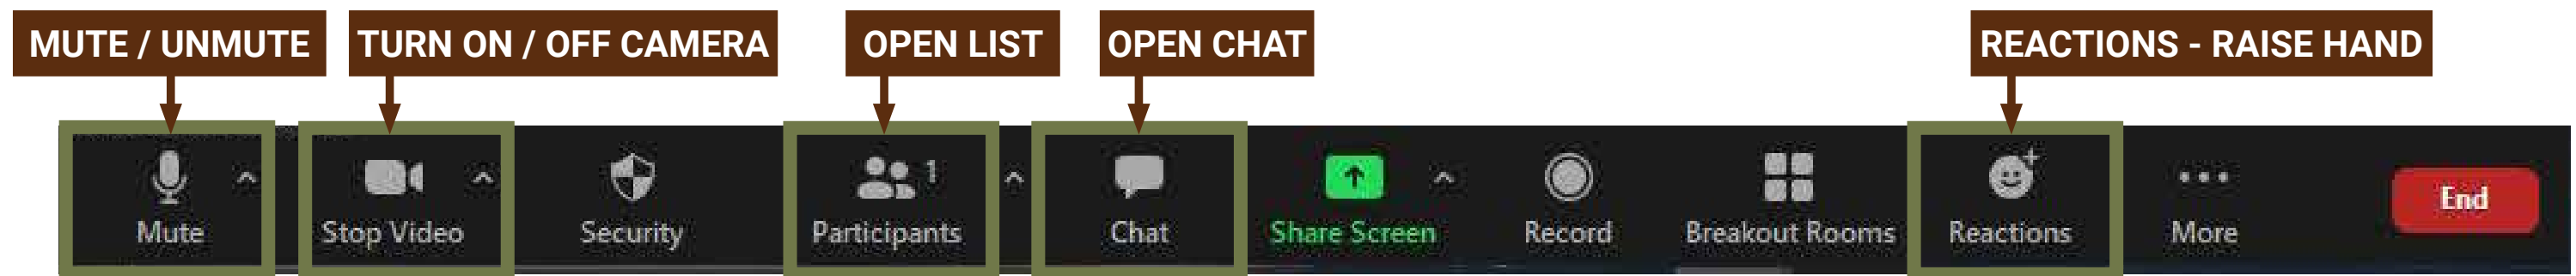 MUTE / UNMUTE
TURN ON / OFF CAMERA
OPEN LIST
OPEN CHAT
REACTIONS - RAISE HAND
Mute
Stop Video
Security
1
Participants
Chat
Share Screen
Record
Breakout Rooms
Reactions
More
End